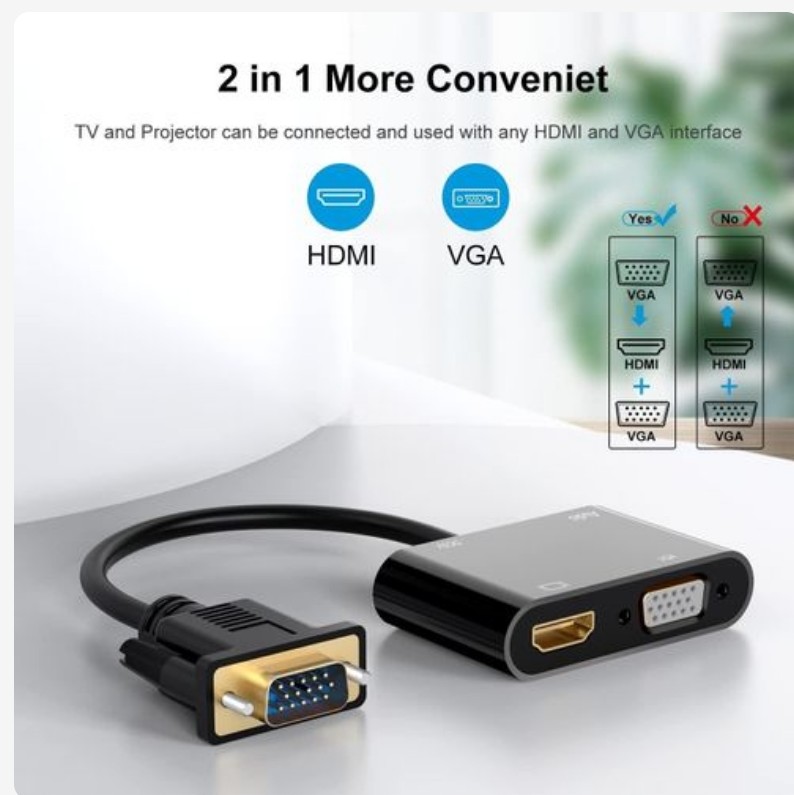 2 in 1 More Conveniet
TV and Projector can be connected and used with any HDMI and VGA interface
HDMI VGA
Yes No
VGA VGA
HDMI HDMI
+ +
VGA VGA